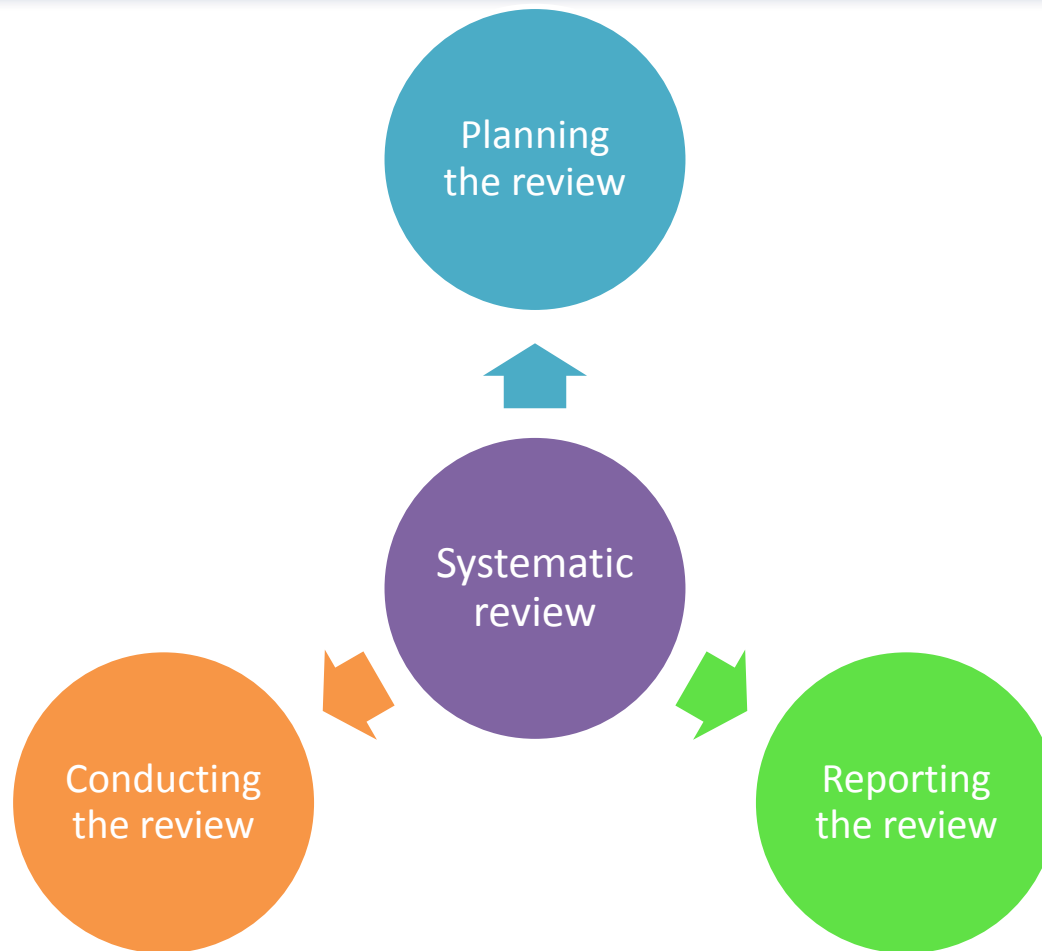 Planning
the review
Systematic
review
Conducting
the review
Reporting
the review